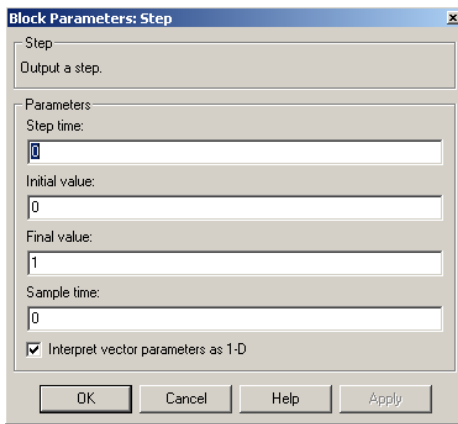 Block Parameters: Step
Step
Output a step.
Parameters
Step time:
0
Initial value:
0
Final value:
1
Sample time:
0
Interpret vector parameters as 1-D
OK Cancel Help Apply